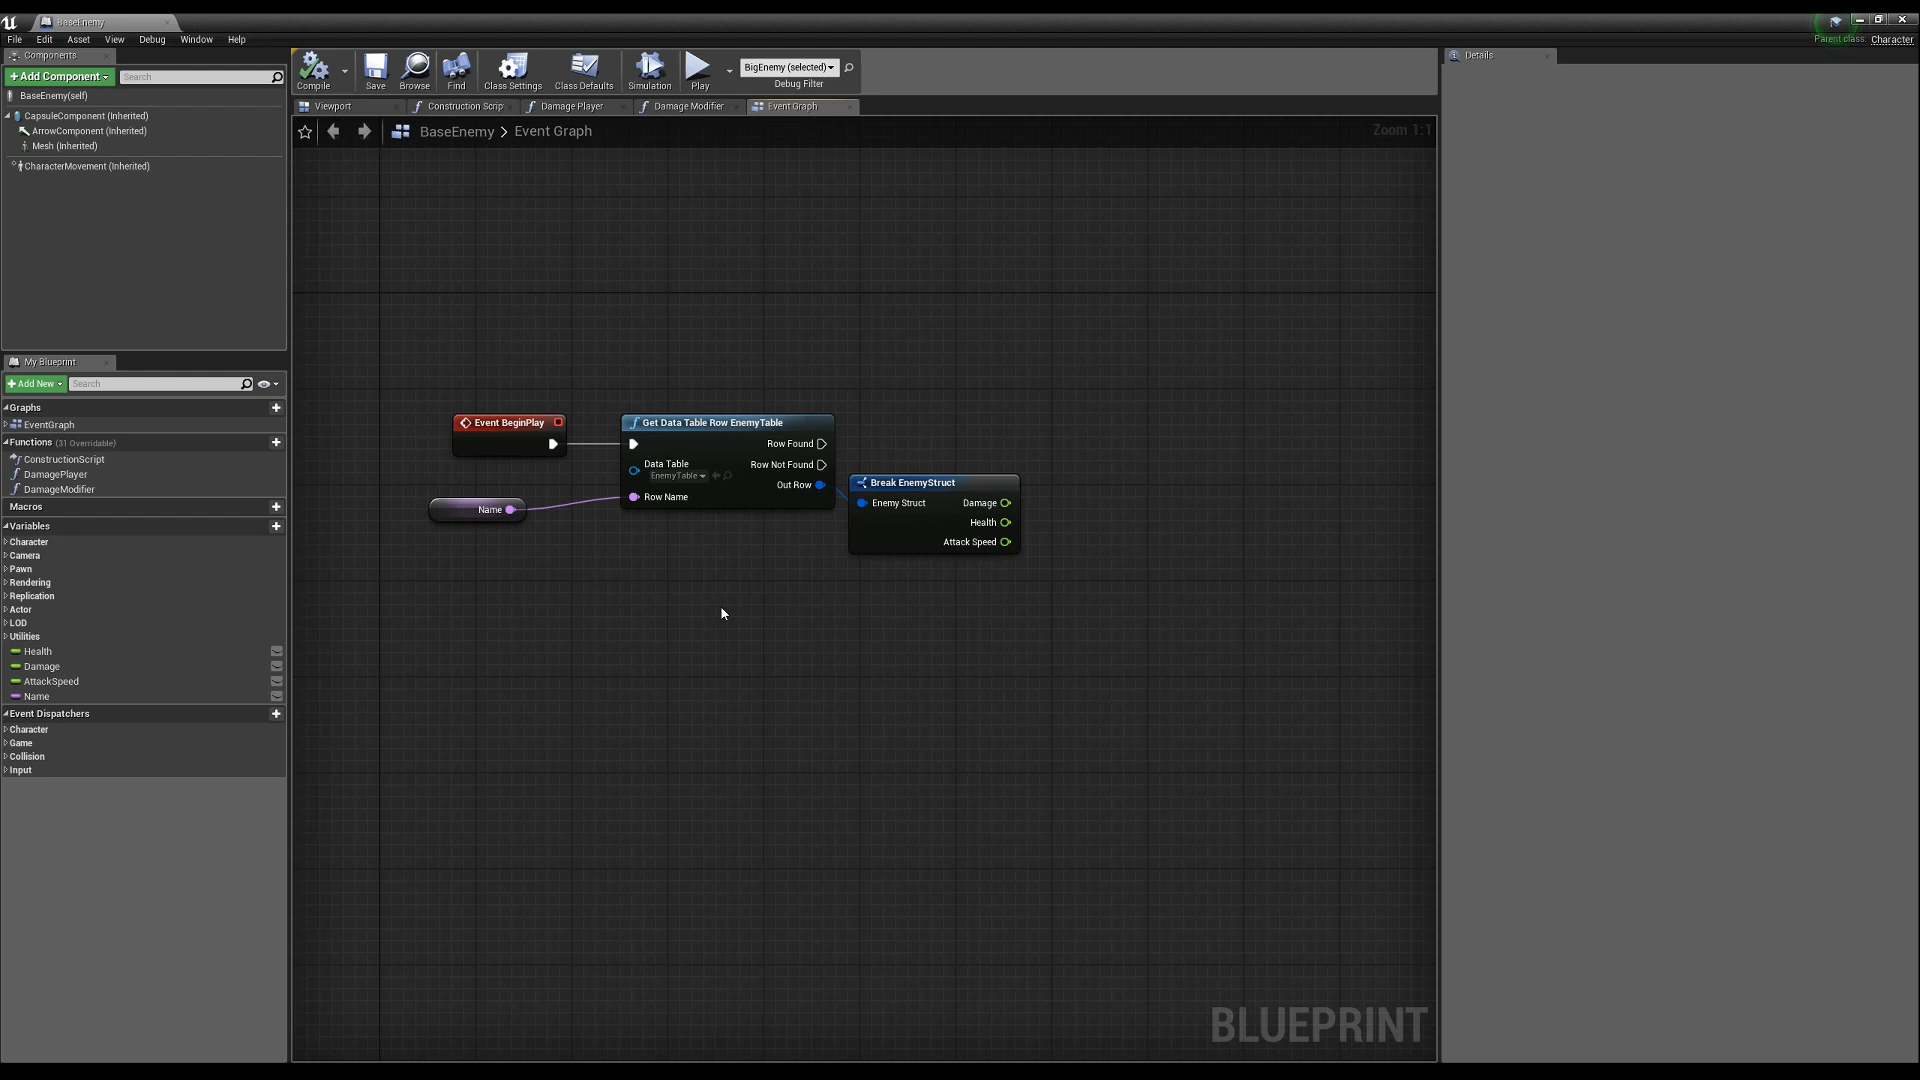 BaseEnemy
File Edit Asset View Debug Window Help
Parent class: Character
Components
+Add Component
Search
BaseEnemy(self)
CapsuleComponent (Inherited)
ArrowComponent (Inherited)
Mesh (Inherited)
CharacterMovement (Inherited)
My Blueprint
+Add New
Search
Graphs
EventGraph
Functions (31 Overridable)
ConstructionScript
DamagePlayer
DamageModifier
Macros
Variables
Character
Camera
Pawn
Rendering
Replication
Actor
LOD
Utilities
Health
Damage
AttackSpeed
Name
Event Dispatchers
Character
Game
Collision
Input
Compile Save Browse Find Class Settings Class Defaults Simulation Play
BigEnemy (selected)
Debug Filter
Viewport Construction Scrip Damage Player Damage Modifier Event Graph
BaseEnemy > Event Graph
Zoom 1:1
Event BeginPlay
Name
Get Data Table Row EnemyTable
Row Found
Data Table
EnemyTable
Row Not Found
Out Row
Row Name
Break EnemyStruct
Enemy Struct Damage
Health
Attack Speed
BLUEPRINT
Details